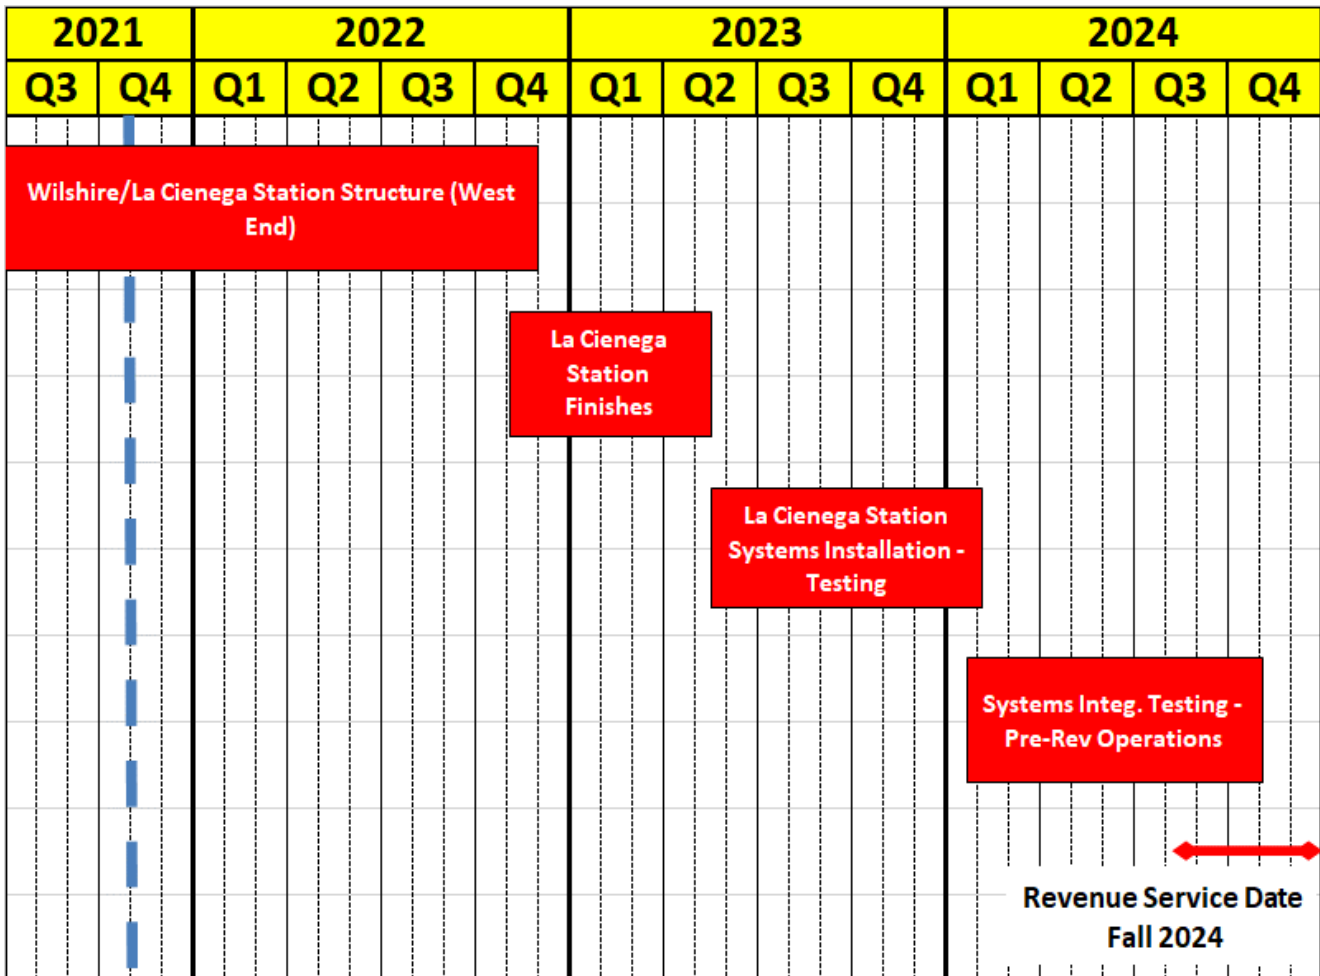 2021 2022 2023 2024
Q3 Q4 Q1 Q2 Q3 Q4 Q1 Q2 Q3 Q4 Q1 Q2 Q3 Q4
Wilshire/La Cienega Station Structure (West
End)
La Cienega
Station
Finishes
La Cienega Station
Systems Installation -
Testing
Systems Integ. Testing -
Pre-Rev Operations
Revenue Service Date
Fall 2024